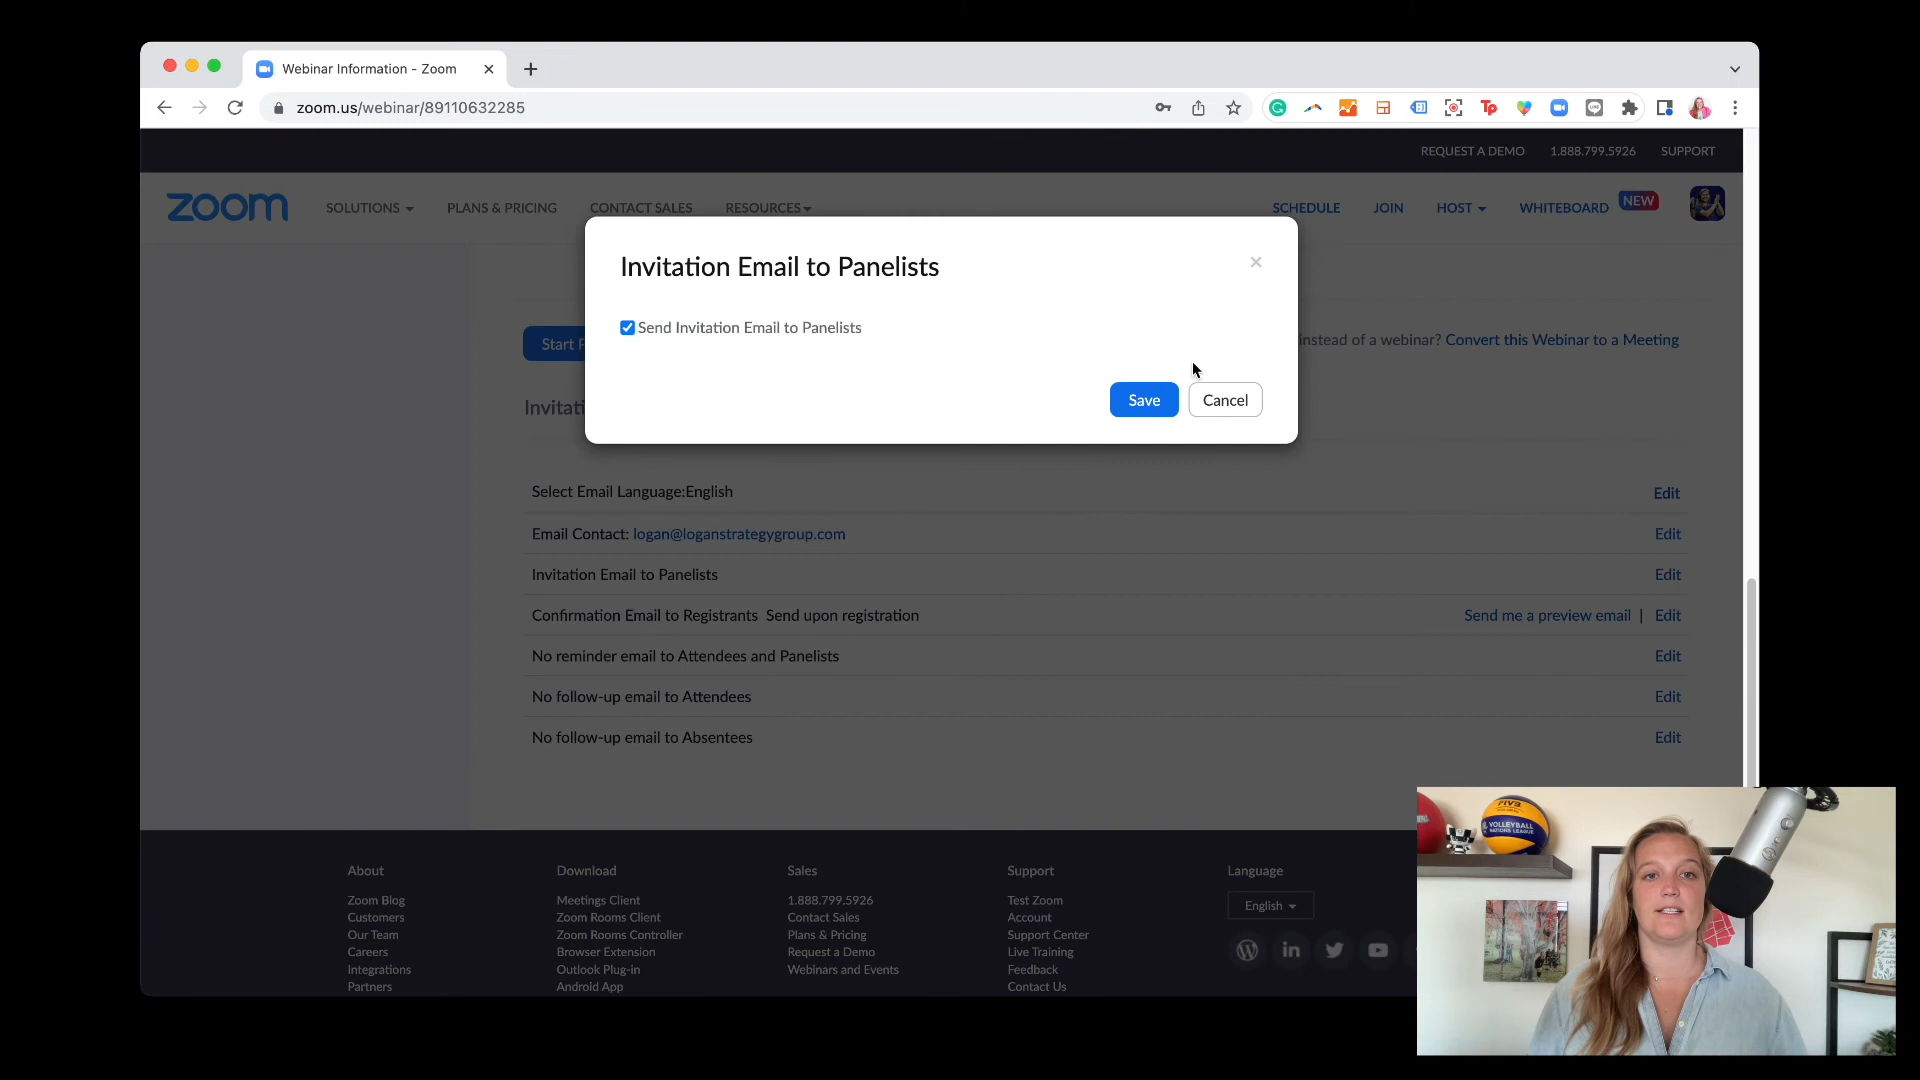 Webinar Information - Zoom
zoom.us/webinar/89110632285
REQUEST A DEMO 1.888.799.5926 SUPPORT
zoom SOLUTIONS PLANS & PRICING CONTACT SALES RESOURCES SCHEDULE JOIN HOST WHITEBOARD NEW
Invitation Email to Panelists
Send Invitation Email to Panelists
Start P
instead of a webinar? Convert this Webinar to a Meeting
Save Cancel
Invitati
Select Email Language:English Edit
Email Contact: logan@loganstrategygroup.com Edit
Invitation Email to Panelists Edit
Confirmation Email to Registrants Send upon registration Send me a preview email | Edit
No reminder email to Attendees and Panelists Edit
No follow-up email to Attendees Edit
No follow-up email to Absentees Edit
About Download Sales Support Language
Zoom Blog Meetings Client 1.888.799.5926 Test Zoom English
Customers Zoom Rooms Client Contact Sales Account
Our Team Zoom Rooms Controller Plans & Pricing Support Center
Careers Browser Extension Request a Demo Live Training
Integrations Outlook Plug-in Webinars and Events Feedback
Partners Android App Contact Us
FIVB
VOLLEYBALL
NATIONS LEAGUE